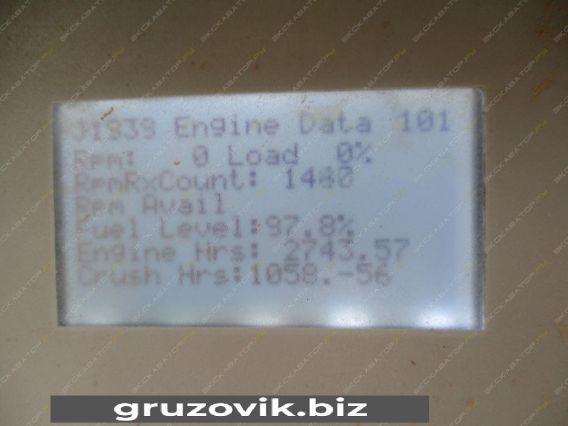 J1939 Engine Data 101
Rpm: 0 Load 0%
RpmRxCount: 1460
Rpm Avail
Fuel Level:97.8%
Engine Hrs: 2743.57
Crush Hrs:1058.-56
gruzovik.biz